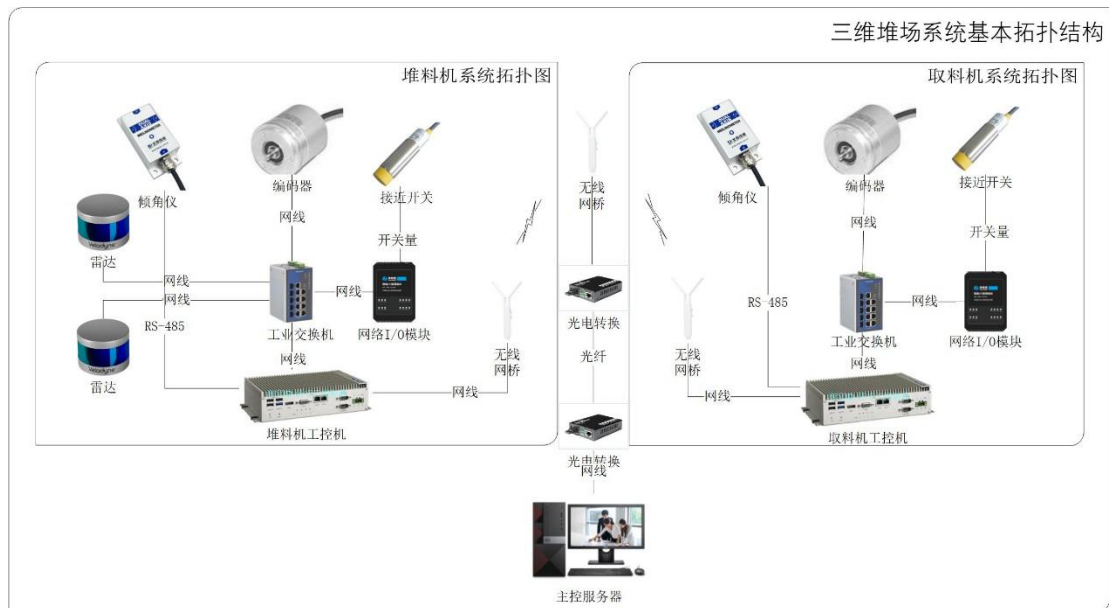 三维堆场系统基本拓扑结构
堆料机系统拓扑图
倾角仪
编码器
网线
接近开关
开关量
Velodyne
雷达
网线
网线
网线
RS-485
工业交换机
网络I/O模块
网线
Velodyne
雷达
堆料机工控机
网线
无线
网桥
无线
网桥
光电转换
光纤
光电转换
网线
主控服务器
取料机系统拓扑图
倾角仪
编码器
网线
接近开关
开关量
RS-485
网线
工业交换机
网络I/O模块
网线
无线
网桥
网线
取料机工控机